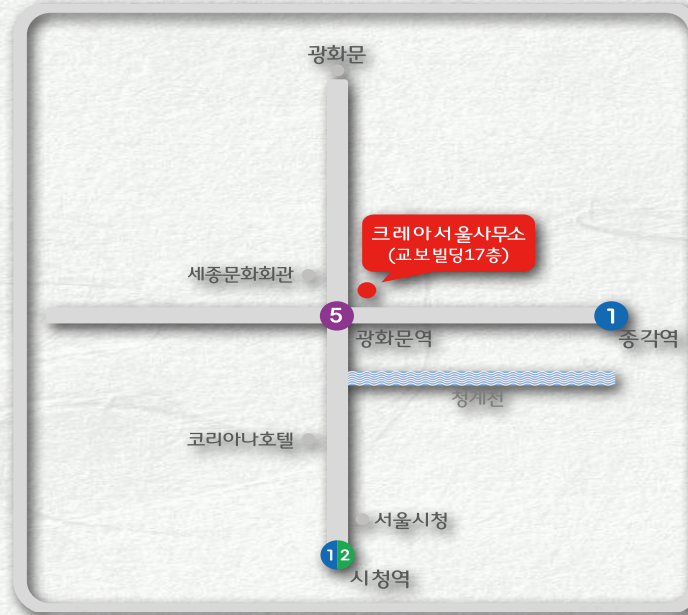 광화문
크레아서울사무소
(교보빌딩17층)
세종문화회관
5
1
광화문역
종각역
청계천
코리아나호텔
서울시청
1 2
시청역